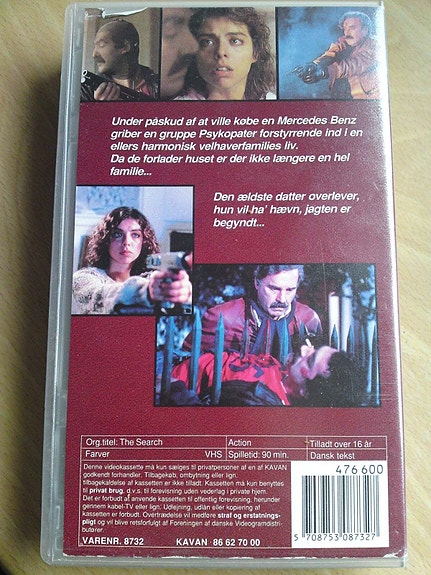 Under påskud af at ville købe en Mercedes Benz
griber en gruppe Psykopater forstyrrende ind i en
ellers harmonisk velhaverfamilies liv.
Da de forlader huset er der ikke længere en hel
familie...
Den ældste datter overlever,
hun vil-ha' hævn, jagten er
begyndt...
Org.titel: The Search Action Tilladt over 16 år
Farver VHS Spilletid: 90 min. Dansk tekst
Denne videokassette må kun sælges til privatpersoner af en af KAVAN
godkendt forhandler. Tilbagekøb, ombytning eller lign.
tilbagekaldelse af kassetten er ikke tilladt. Kassetten må kun benyttes
til privat brug, d.v.s. til forevisning uden vederlag i private hjem.
Det er forbudt at anvende kassetten til offentlig forevisning, herunder
gennem kabel-TV eller lign. Udlejning, udlån eller kopiering af
kassetten er forbudt. Overtrædelse vil medføre straf og erstatnings-
pligt og vil blive retsforfulgt af Foreningen af danske Videogramdistri-
butører.
VARENR. 8732 KAVAN 86 62 70 00
476600
5 708753 087327